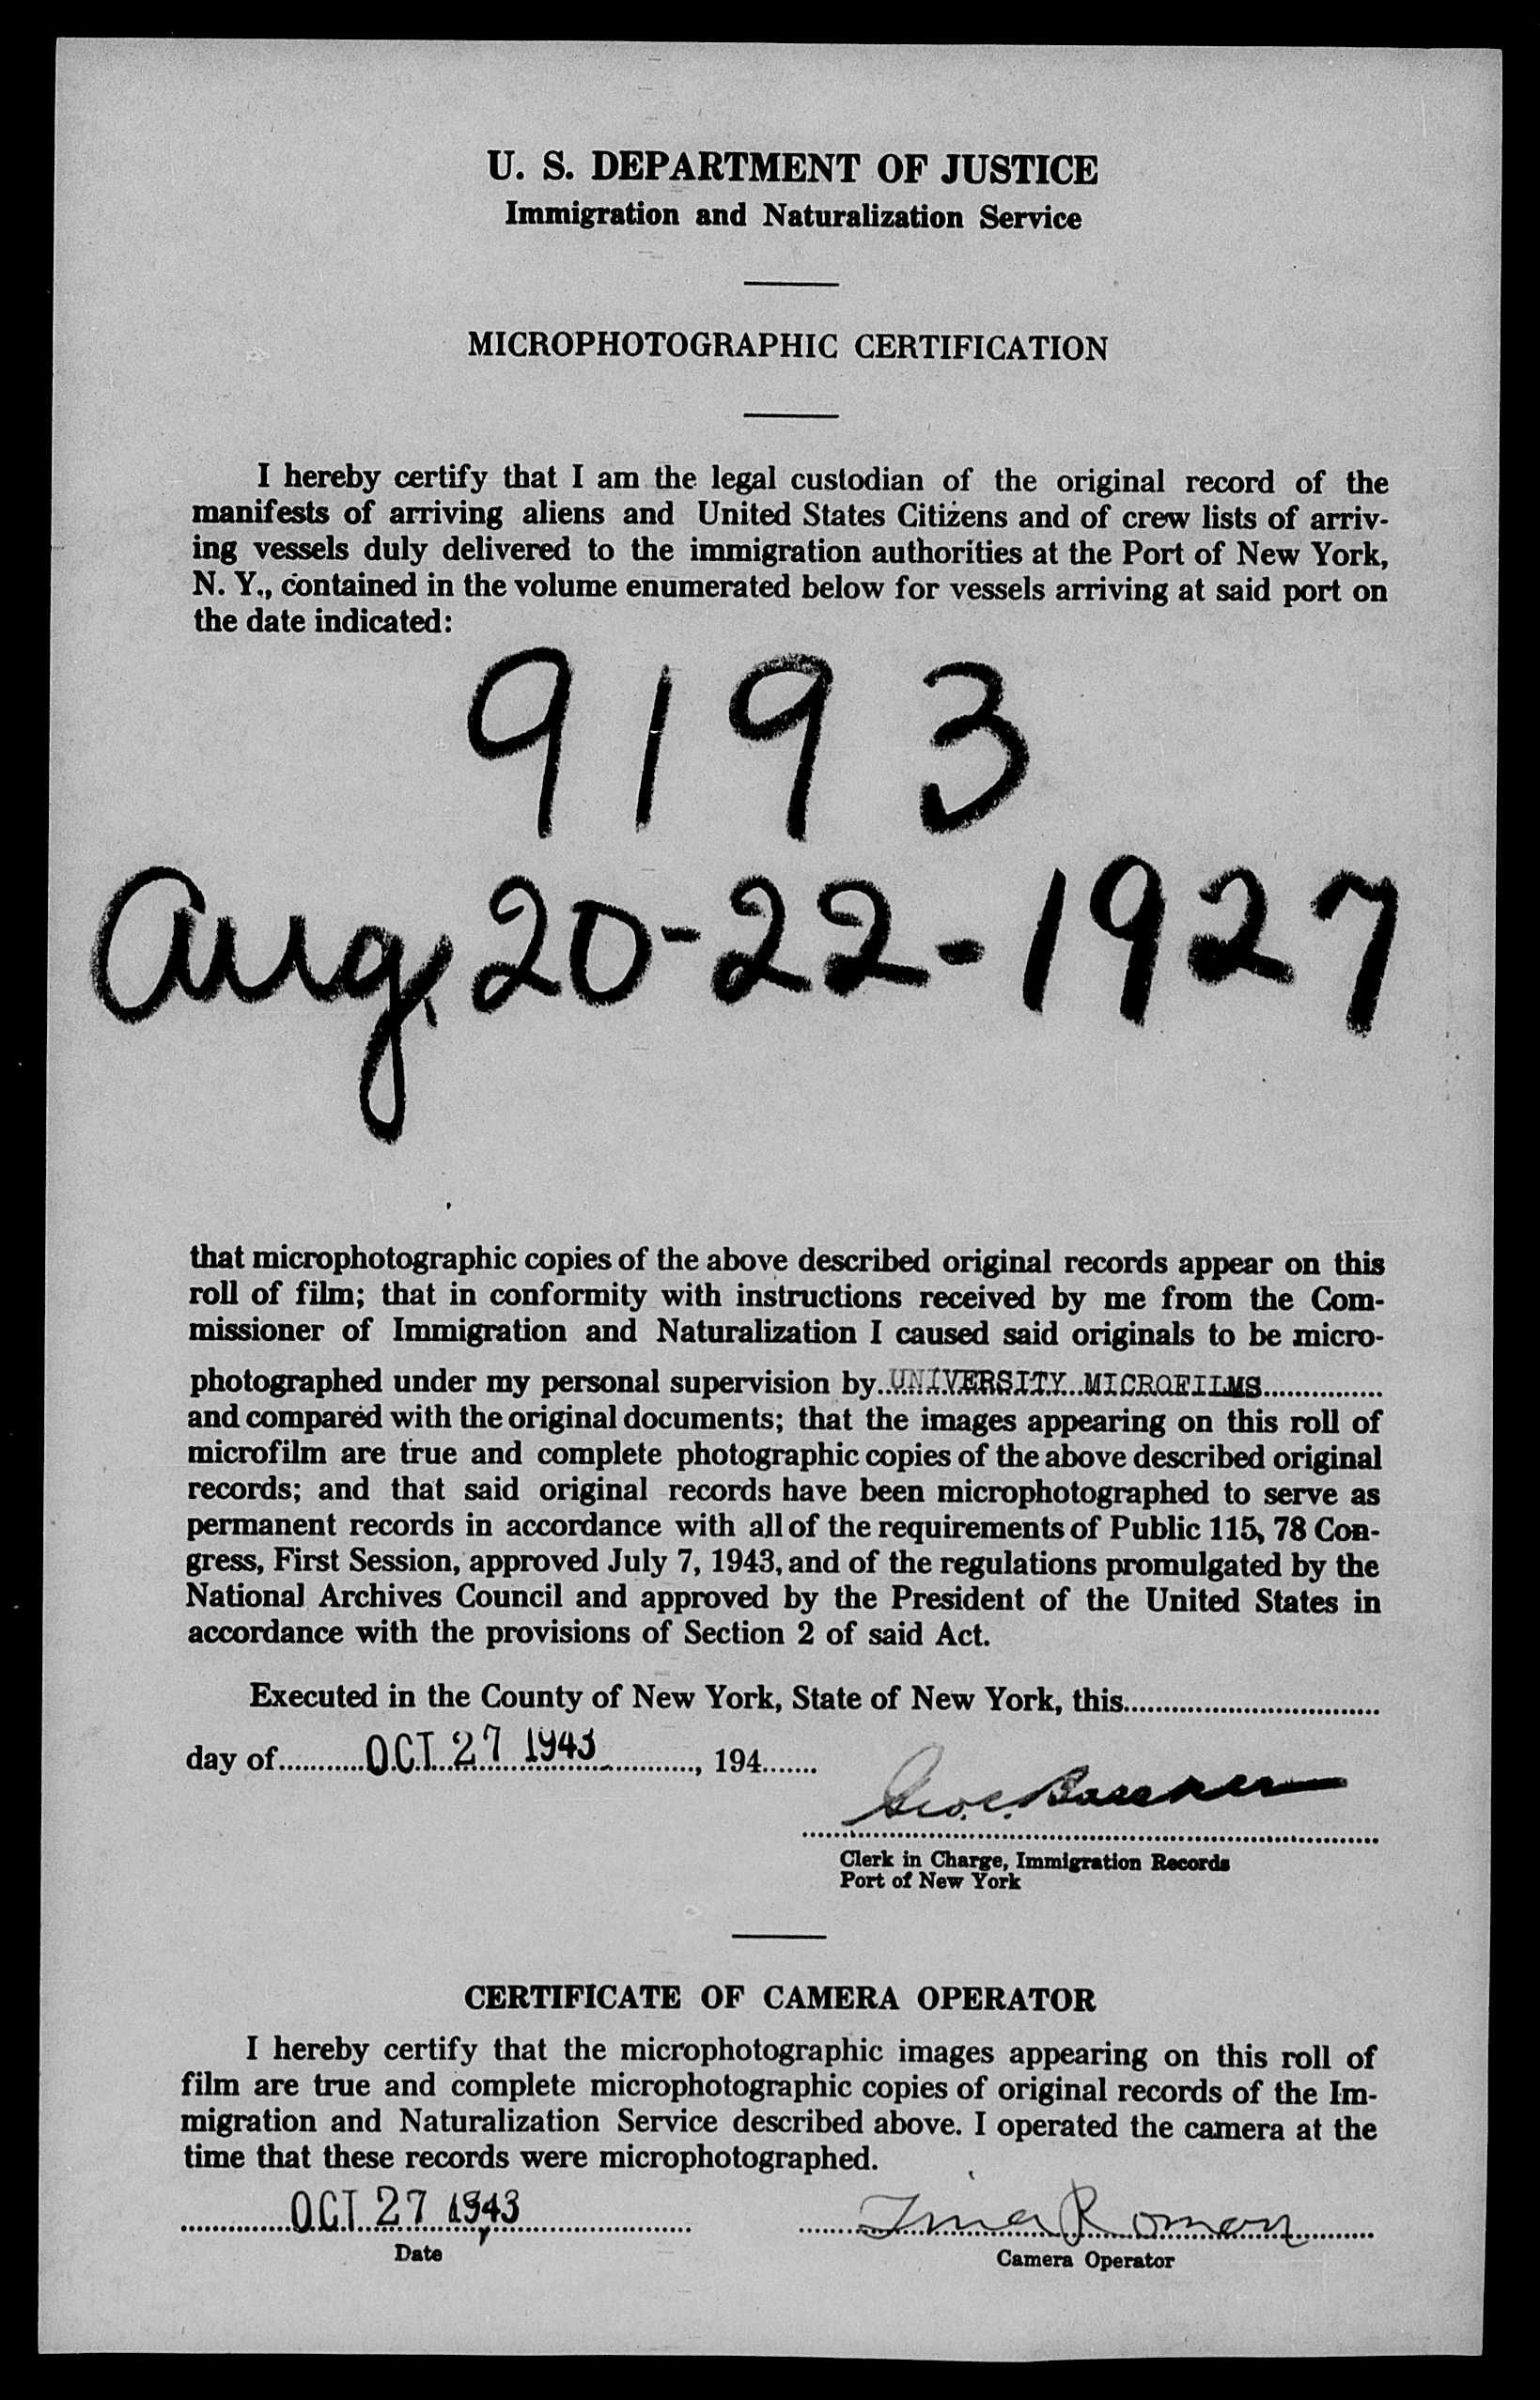 U. S. DEPARTMENT OF JUSTICE
Immigration and Naturalization Service
MICROPHOTOGRAPHIC CERTIFICATION
I hereby certify that I am the legal custodian of the original record of the
manifests of arriving aliens and United States Citizens and of crew lists of arriv-
ing vessels duly delivered to the immigration authorities at the Port of New York,
N. Y., contained in the volume enumerated below for vessels arriving at said port on
the date indicated:
9193
Aug, 20-22-1927
that microphotographic copies of the above described original records appear on this
roll of film; that in conformity with instructions received by me from the Com-
missioner of Immigration and Naturalization I caused said originals to be micro-
photographed under my personal supervision by UNIVERSITY MICROFILMS
and compared with the original documents; that the images appearing on this roll of
microfilm are true and complete photographic copies of the above described original
records; and that said original records have been microphotographed to serve as
permanent records in accordance with all of the requirements of Public 115, 78 Con-
gress, First Session, approved July 7, 1943, and of the regulations promulgated by the
National Archives Council and approved by the President of the United States in
accordance with the provisions of Section 2 of said Act.
Executed in the County of New York, State of New York, this
day of OCT 27 1943, 194
Geo. C.
Clerk in Charge, Immigration Records
Port of New York
CERTIFICATE OF CAMERA OPERATOR
I hereby certify that the microphotographic images appearing on this roll of
film are true and complete microphotographic copies of original records of the Im-
migration and Naturalization Service described above. I operated the camera at the
time that these records were microphotographed.
OCT 27 1943 Roman
Date Camera Operator